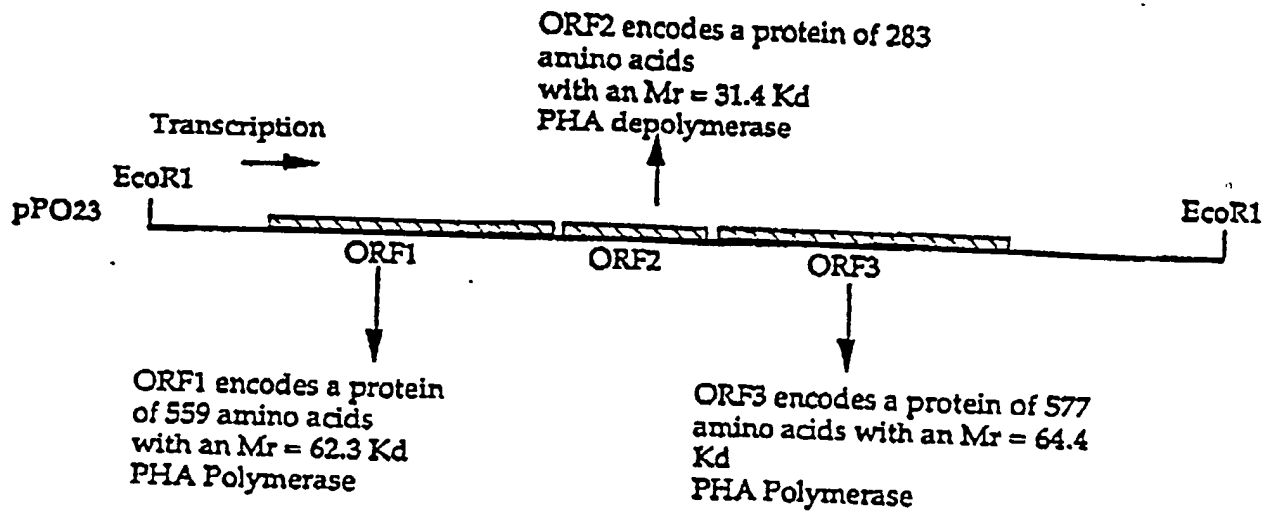 ORF2 encodes a protein of 283
amino acids
with an Mr = 31.4 Kd
PHA depolymerase
Transcription
EcoR1
pPO23
EcoR1
ORF1
ORF2
ORF3
ORF1 encodes a protein
of 559 amino acids
with an Mr = 62.3 Kd
PHA Polymerase
ORF3 encodes a protein of 577
amino acids with an Mr = 64.4
Kd
PHA Polymerase